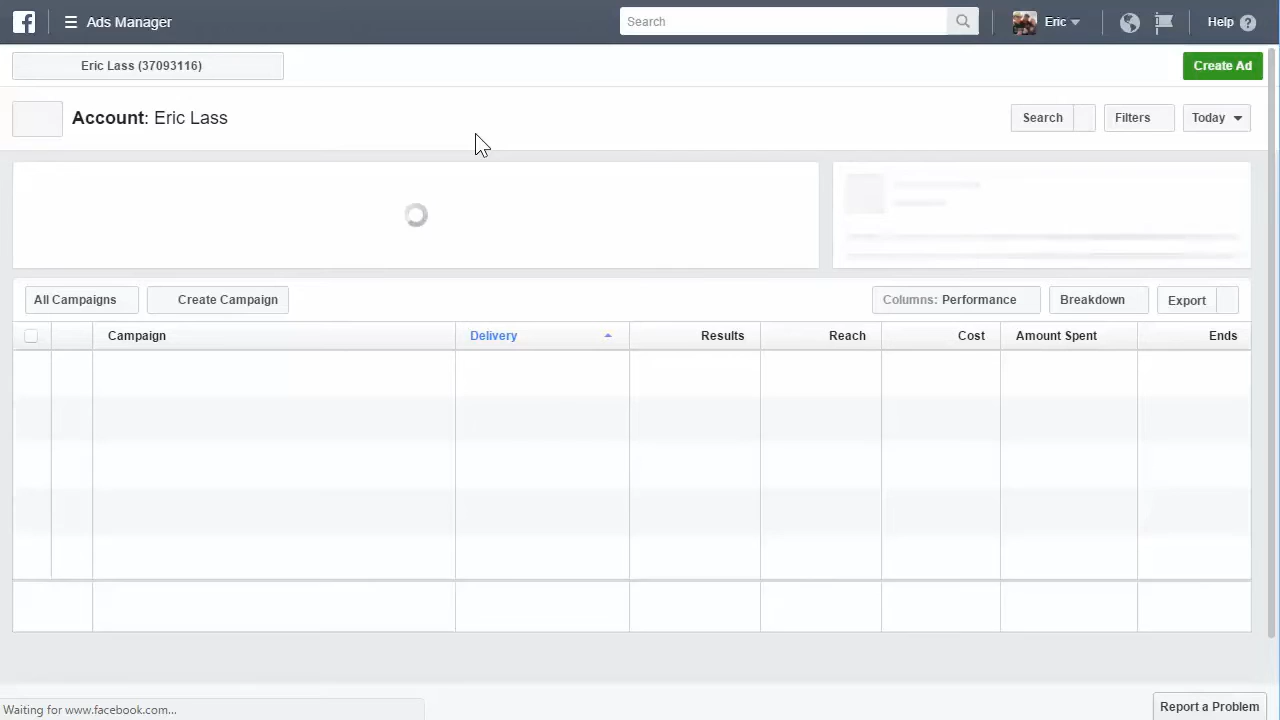 Ads Manager
Search
Eric
Help
Eric Lass (37093116)
Create Ad
Account: Eric Lass
Search
Filters
Today
All Campaigns
Create Campaign
Columns: Performance
Breakdown
Export
Campaign
Delivery
Results
Reach
Cost
Amount Spent
Ends
Waiting for www.facebook.com...
Report a Problem